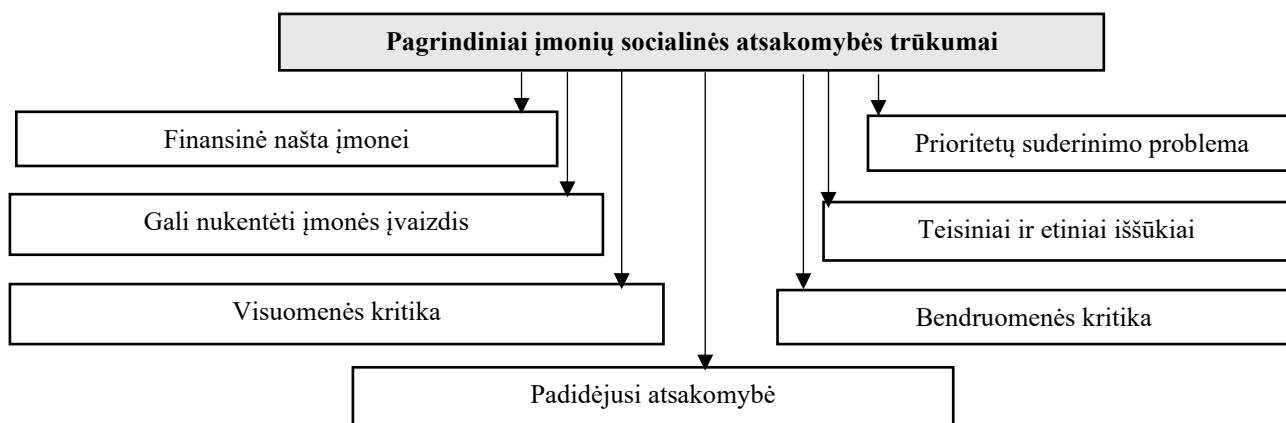 Pagrindiniai įmonių socialinės atsakomybės trūkumai
Finansinė našta įmonei
Prioritetų suderinimo problema
Gali nukentėti įmonės įvaizdis
Teisiniai ir etiniai iššūkiai
Visuomenės kritika
Bendruomenės kritika
Padidėjusi atsakomybė